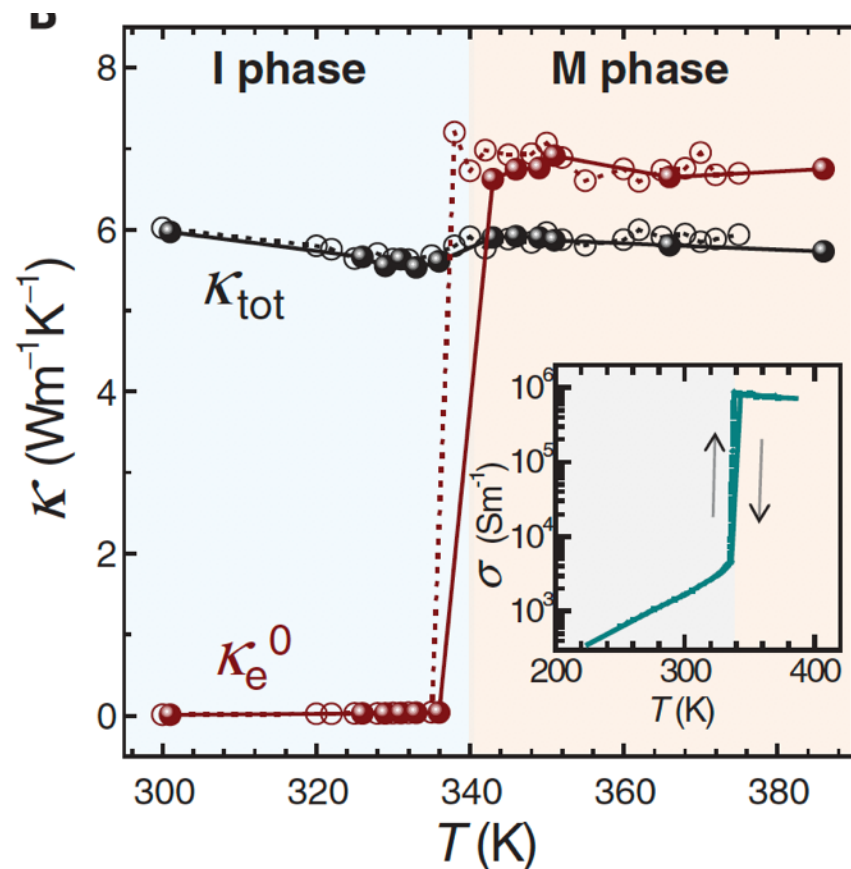 B
I phase
M phase
8
6
4
2
0
κ (Wm⁻¹K⁻¹)
κtot
κe⁰
10⁶
10⁵
10⁴
10³
σ (Sm⁻¹)
200
300
400
T (K)
300
320
340
360
380
T (K)